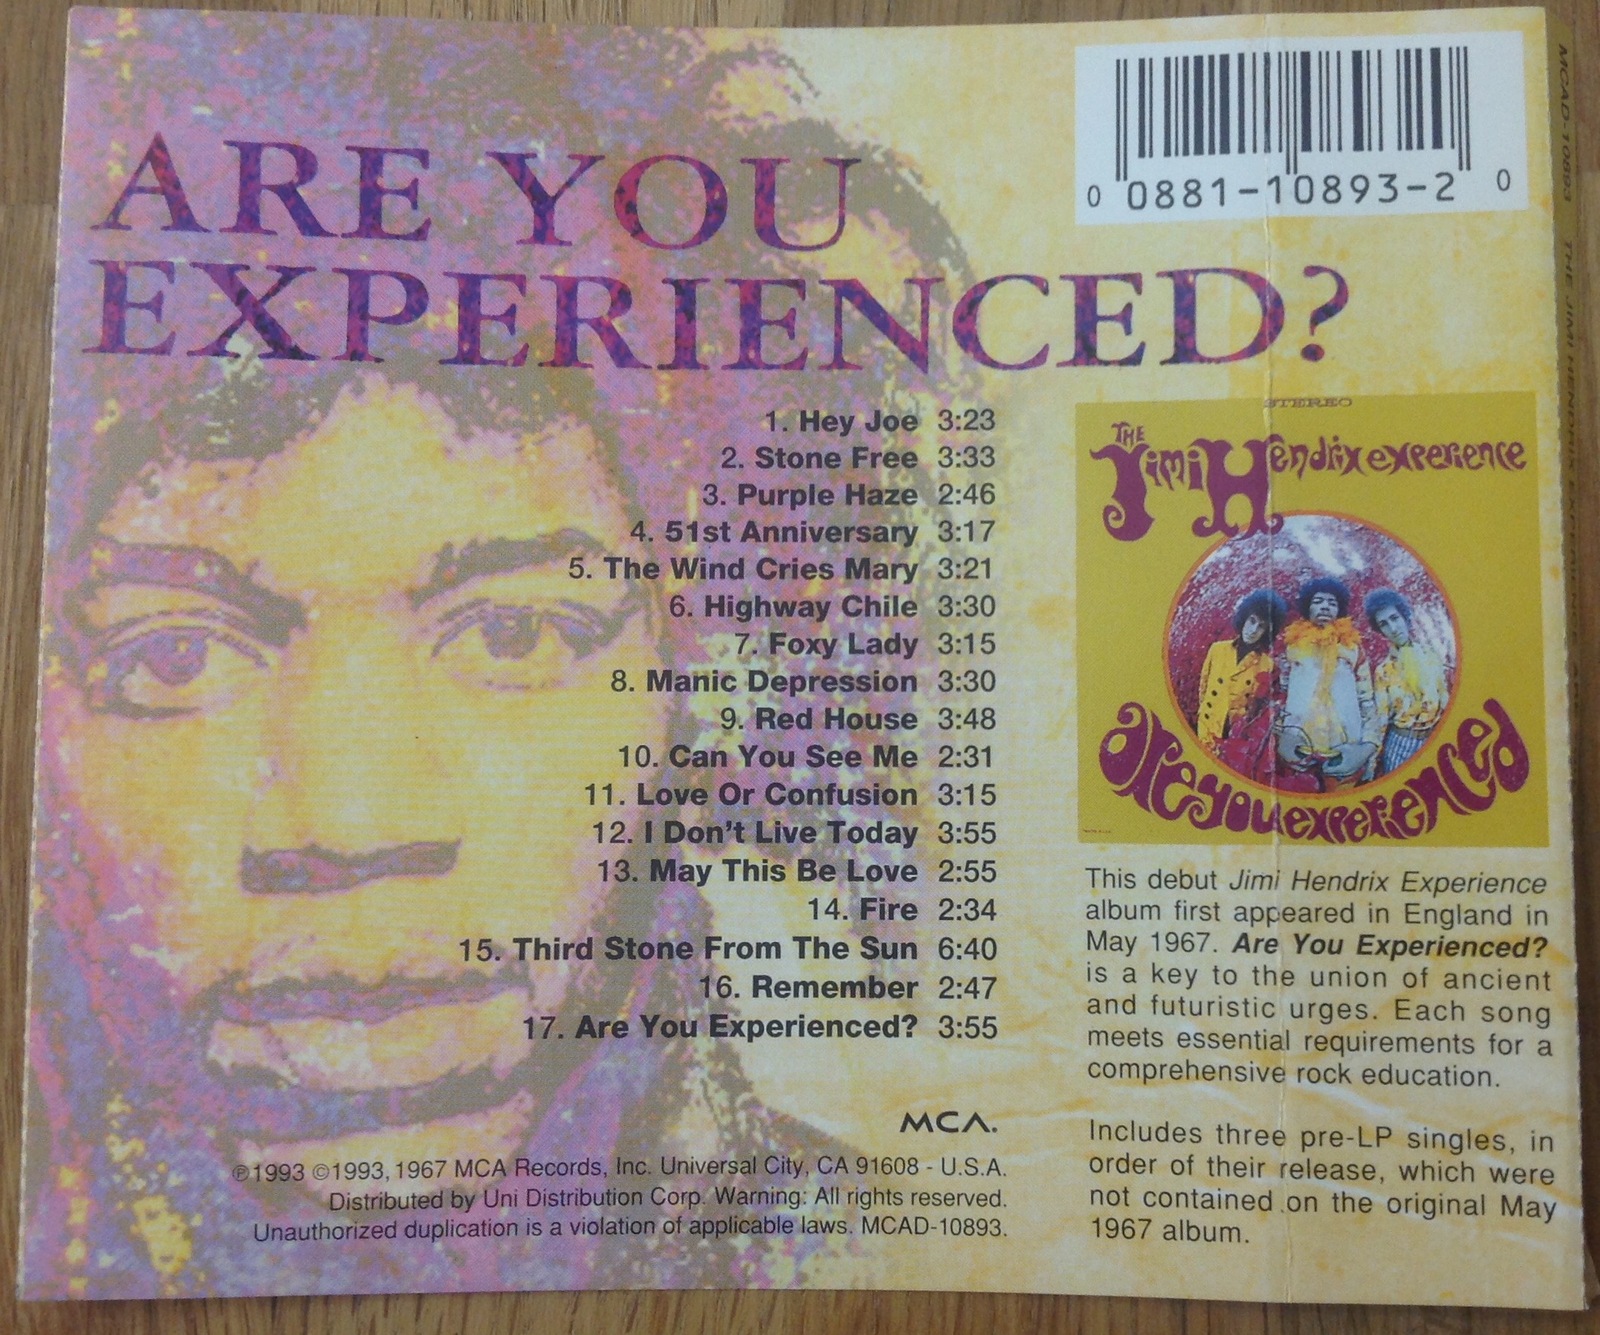 ARE YOU
EXPERIENCED?
0 0881-10893-2 0
MCAD-10893 THE JIMI HENDRIX EXPERIENCE
1. Hey Joe 3:23
2. Stone Free 3:33
3. Purple Haze 2:46
4. 51st Anniversary 3:17
5. The Wind Cries Mary 3:21
6. Highway Chile 3:30
7. Foxy Lady 3:15
8. Manic Depression 3:30
9. Red House 3:48
10. Can You See Me 2:31
11. Love Or Confusion 3:15
12. I Don't Live Today 3:55
13. May This Be Love 2:55
14. Fire 2:34
15. Third Stone From The Sun 6:40
16. Remember 2:47
17. Are You Experienced? 3:55
MCA.
℗1993 ©1993, 1967 MCA Records, Inc. Universal City, CA 91608 - U.S.A.
Distributed by Uni Distribution Corp. Warning: All rights reserved.
Unauthorized duplication is a violation of applicable laws. MCAD-10893.
STEREO
THE
Jimi Hendrix experience
are you experienced
This debut Jimi Hendrix Experience
album first appeared in England in
May 1967. Are You Experienced?
is a key to the union of ancient
and futuristic urges. Each song
meets essential requirements for a
comprehensive rock education.
Includes three pre-LP singles, in
order of their release, which were
not contained on the original May
1967 album.